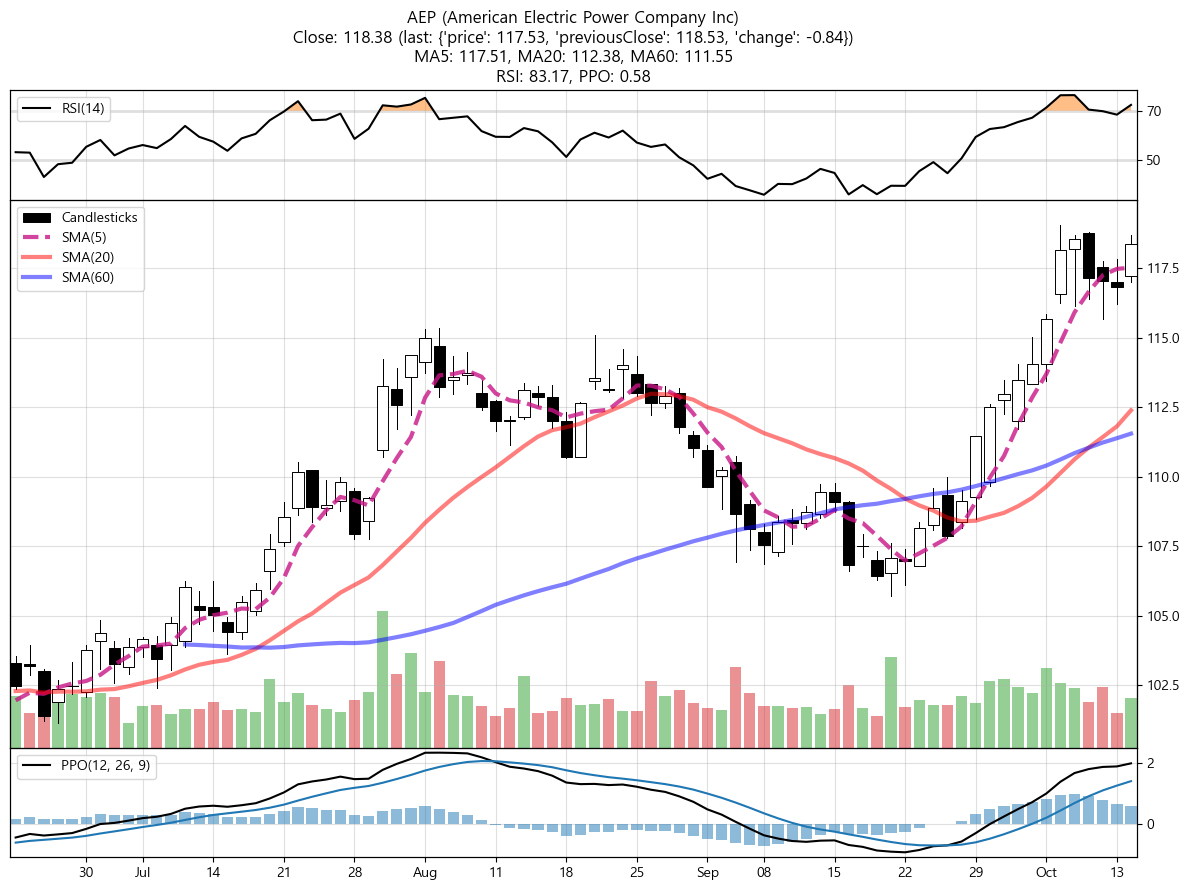 AEP (American Electric Power Company Inc)
Close: 118.38 (last: {'price': 117.53, 'previousClose': 118.53, 'change': -0.84})
MA5: 117.51, MA20: 112.38, MA60: 111.55
RSI: 83.17, PPO: 0.58
RSI(14)
70
50
Candlesticks
SMA(5)
SMA(20)
SMA(60)
117.5
115.0
112.5
110.0
107.5
105.0
102.5
PPO(12, 26, 9)
2
0
30 Jul 14 21 28 Aug 11 18 25 Sep 08 15 22 29 Oct 13